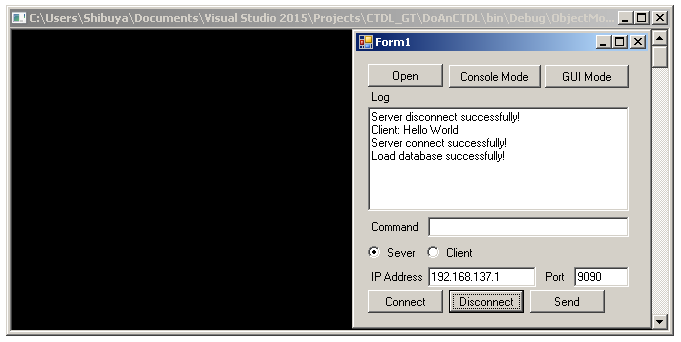 C:\Users\Shibuya\Documents\Visual Studio 2015\Projects\CTDL_GT\DoAnCTDL\bin\Debug\ObjectMo...
Form1
Open Console Mode GUI Mode
Log
Server disconnect successfully!
Client: Hello World
Server connect successfully!
Load database successfully!
Command
Sever Client
IP Address 192.168.137.1 Port 9090
Connect Disconnect Send